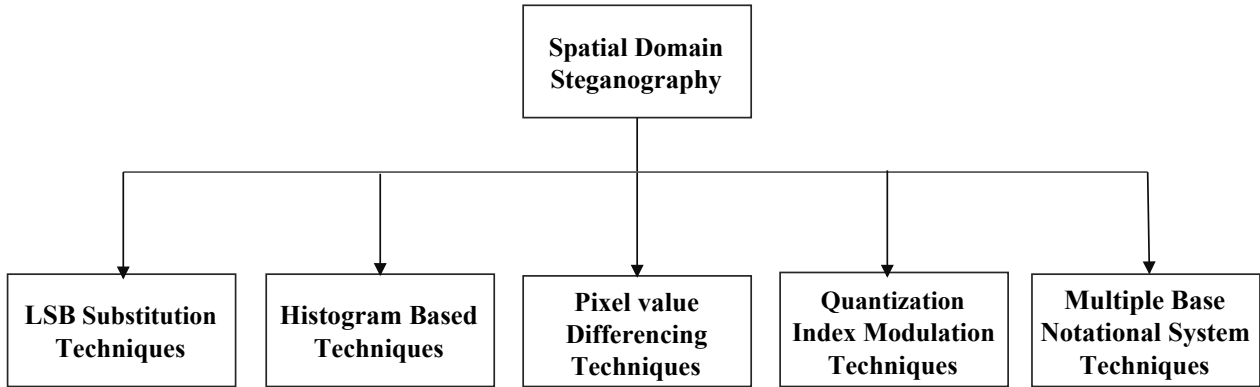 Spatial Domain
Steganography
LSB Substitution
Techniques
Histogram Based
Techniques
Pixel value
Differencing
Techniques
Quantization
Index Modulation
Techniques
Multiple Base
Notational System
Techniques